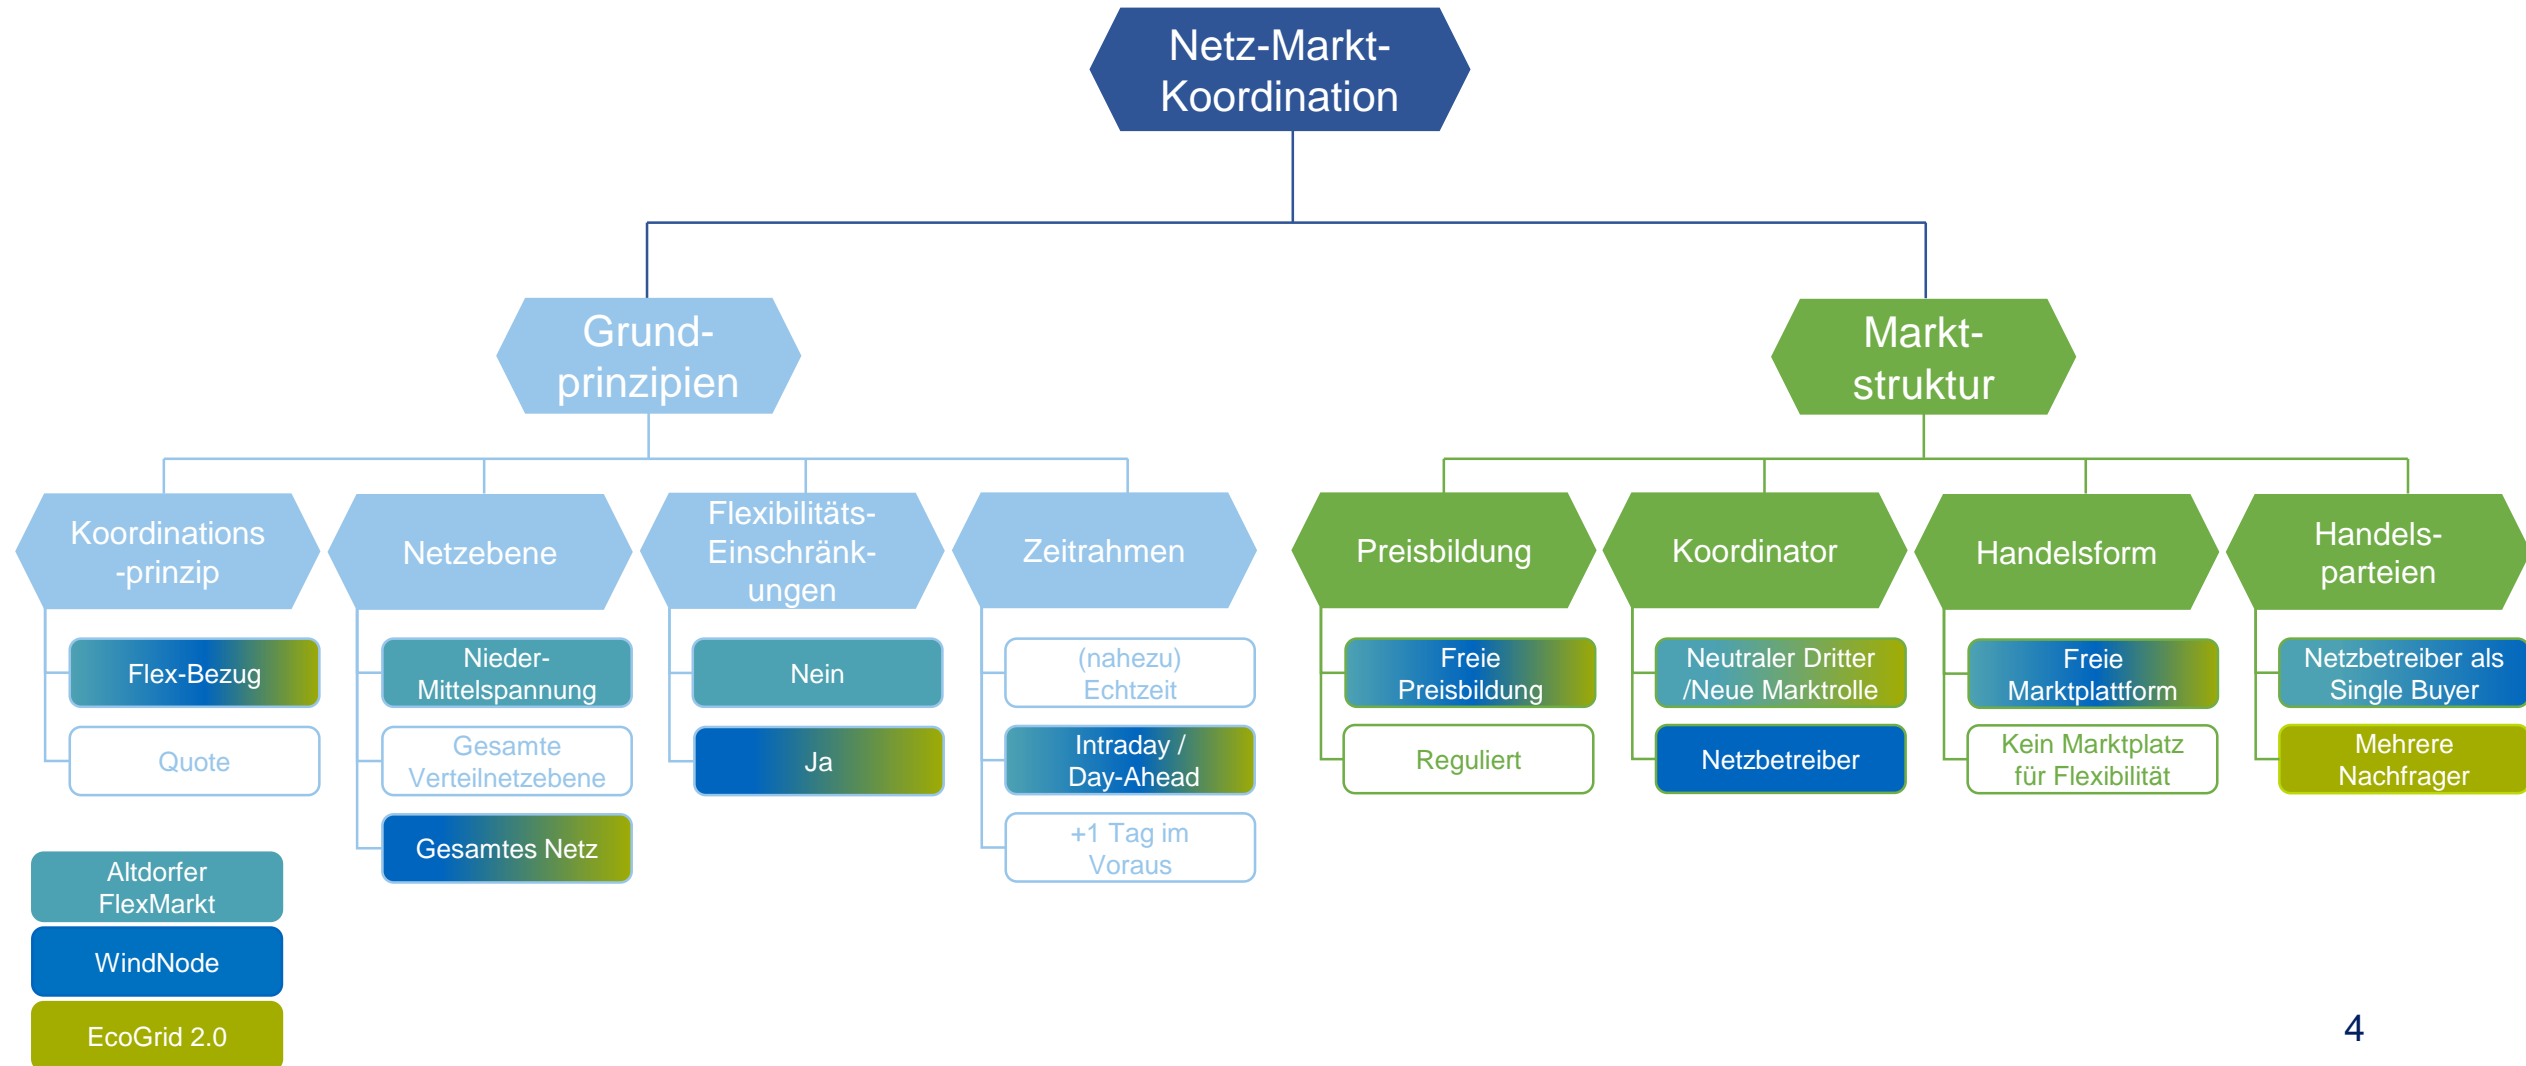 Netz-Markt-
Koordination
Grund-
prinzipien
Markt-
struktur
Koordinations
-prinzip
Netzebene
Flexibilitäts-
Einschränk-
ungen
Zeitrahmen
Preisbildung
Koordinator
Handelsform
Handels-
parteien
Flex-Bezug
Quote
Nieder-
Mittelspannung
Gesamte
Verteilnetzebene
Gesamtes Netz
Nein
Ja
(nahezu)
Echtzeit
Intraday /
Day-Ahead
+1 Tag im
Voraus
Freie
Preisbildung
Reguliert
Neutraler Dritter
/Neue Marktrolle
Netzbetreiber
Freie
Marktplattform
Kein Marktplatz
für Flexibilität
Netzbetreiber als
Single Buyer
Mehrere
Nachfrager
Altdorfer
FlexMarkt
WindNode
EcoGrid 2.0
4